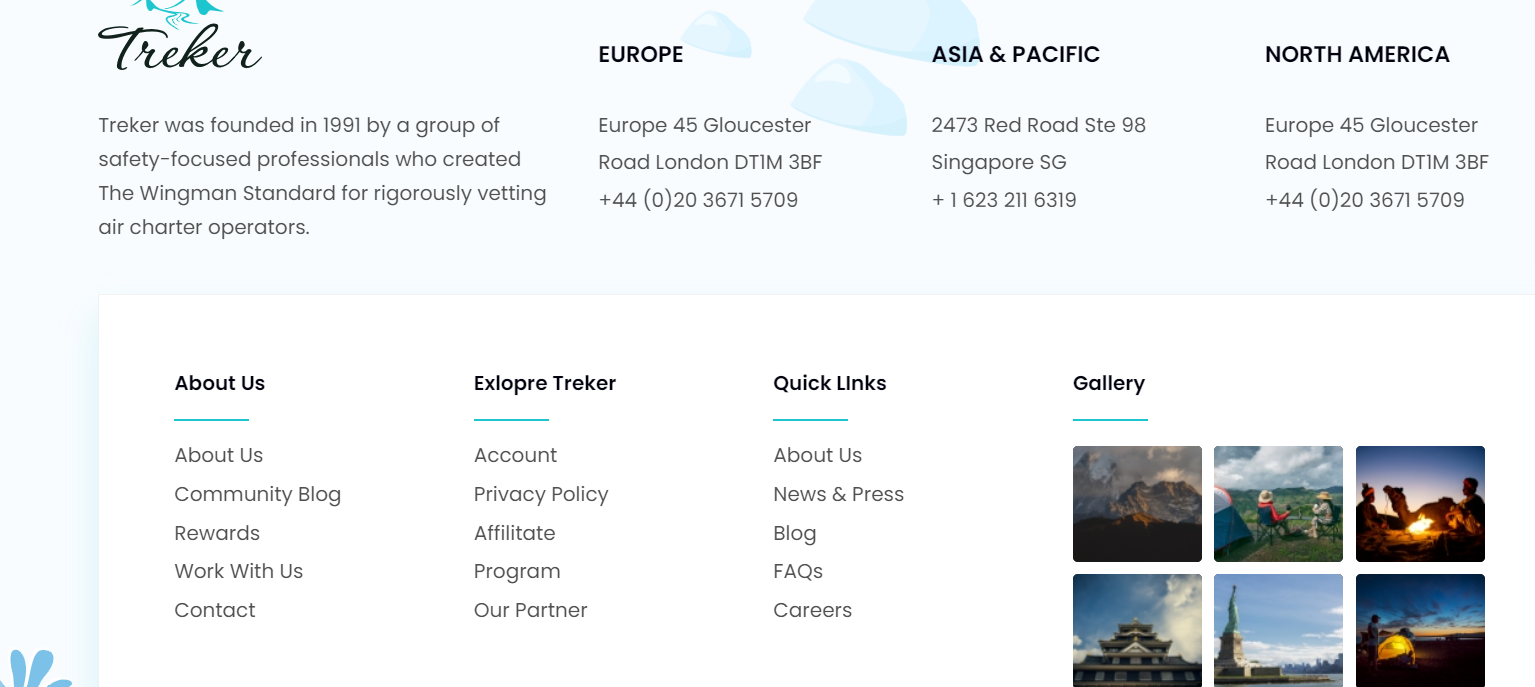 Treker
Treker was founded in 1991 by a group of
safety-focused professionals who created
The Wingman Standard for rigorously vetting
air charter operators.
EUROPE
Europe 45 Gloucester
Road London DT1M 3BF
+44 (0)20 3671 5709
ASIA & PACIFIC
2473 Red Road Ste 98
Singapore SG
+ 1 623 211 6319
NORTH AMERICA
Europe 45 Gloucester
Road London DT1M 3BF
+44 (0)20 3671 5709
About Us
About Us
Community Blog
Rewards
Work With Us
Contact
Exlopre Treker
Account
Privacy Policy
Affilitate
Program
Our Partner
Quick LInks
About Us
News & Press
Blog
FAQs
Careers
Gallery